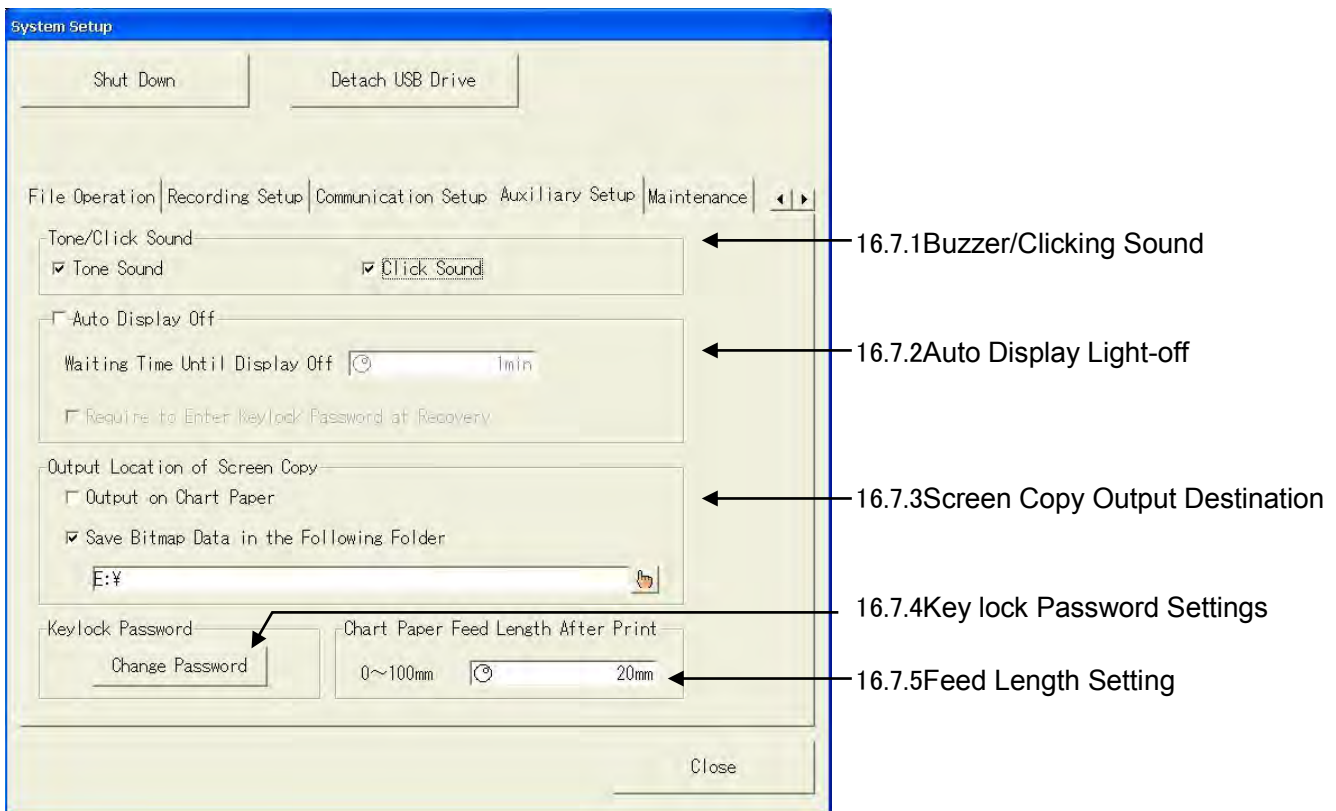 System Setup
Shut Down
Detach USB Drive
File Operation Recording Setup Communication Setup Auxiliary Setup Maintenance
Tone/Click Sound
Tone Sound Click Sound
16.7.1Buzzer/Clicking Sound
Auto Display Off
Waiting Time Until Display Off 1min
16.7.2Auto Display Light-off
Require to Enter Keylock Password at Recovery
Output Location of Screen Copy
Output on Chart Paper
16.7.3Screen Copy Output Destination
Save Bitmap Data in the Following Folder
E:¥
16.7.4Key lock Password Settings
Keylock Password
Change Password
Chart Paper Feed Length After Print
0～100mm 20mm
16.7.5Feed Length Setting
Close